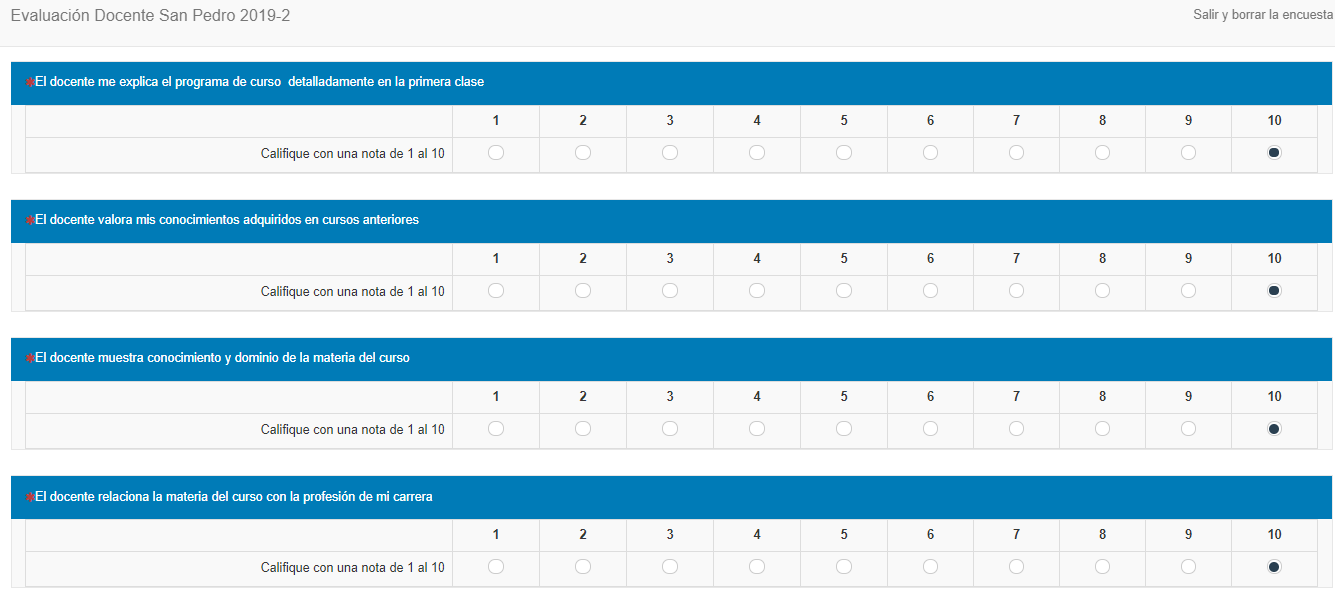 Evaluación Docente San Pedro 2019-2
Salir y borrar la encuesta
*El docente me explica el programa de curso  detalladamente en la primera clase
1 2 3 4 5 6 7 8 9 10
Califique con una nota de 1 al 10
*El docente valora mis conocimientos adquiridos en cursos anteriores
1 2 3 4 5 6 7 8 9 10
Califique con una nota de 1 al 10
*El docente muestra conocimiento y dominio de la materia del curso
1 2 3 4 5 6 7 8 9 10
Califique con una nota de 1 al 10
*El docente relaciona la materia del curso con la profesión de mi carrera
1 2 3 4 5 6 7 8 9 10
Califique con una nota de 1 al 10